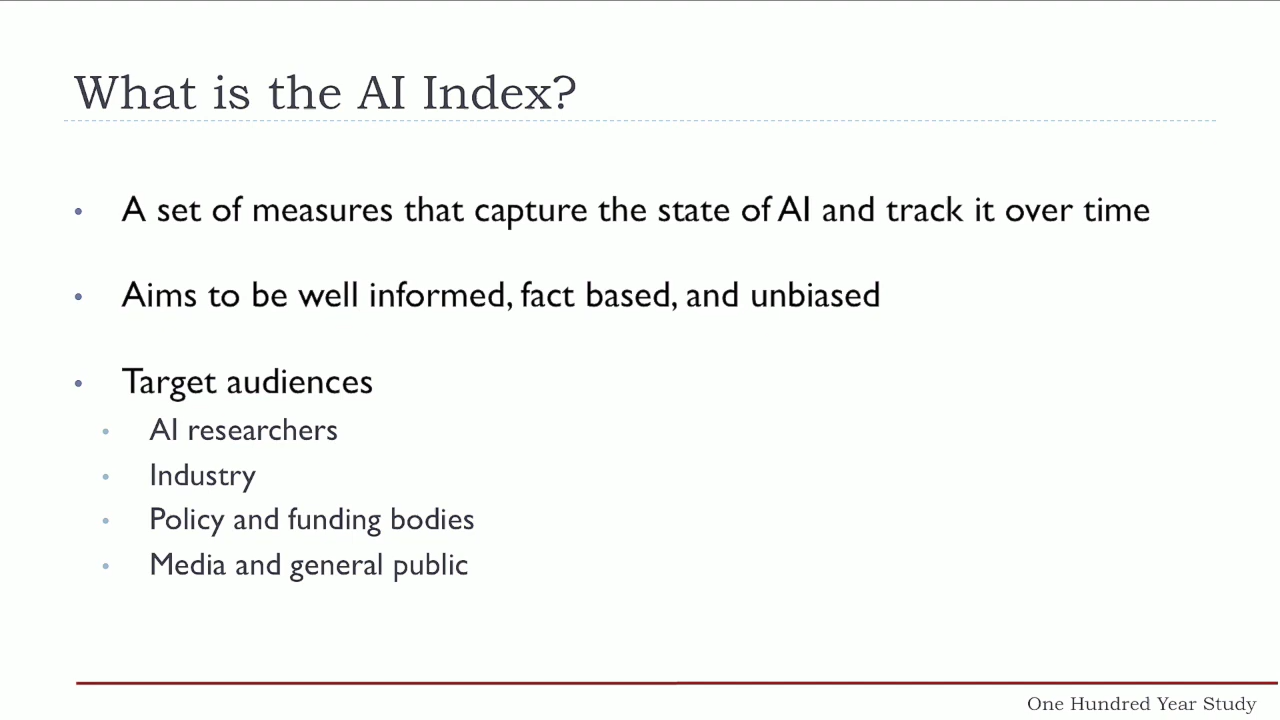 What is the AI Index?
• A set of measures that capture the state of AI and track it over time
• Aims to be well informed, fact based, and unbiased
• Target audiences
• AI researchers
• Industry
• Policy and funding bodies
• Media and general public
One Hundred Year Study